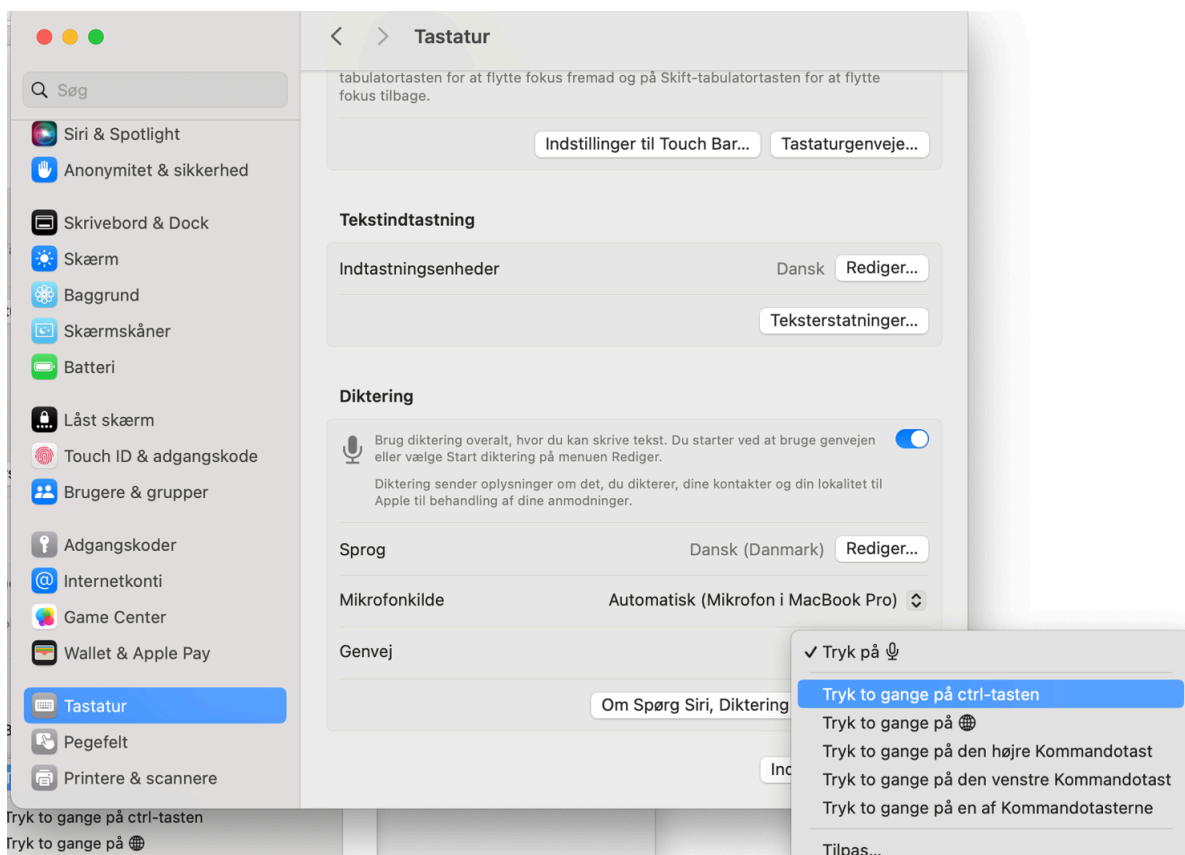 Tastatur
Søg
Siri & Spotlight
Anonymitet & sikkerhed
Skrivebord & Dock
Skærm
Baggrund
Skærmskåner
Batteri
Låst skærm
Touch ID & adgangskode
Brugere & grupper
Adgangskoder
Internetkonti
Game Center
Wallet & Apple Pay
Tastatur
Pegefelt
Printere & scannere
tabulatortasten for at flytte fokus fremad og på Skift-tabulatortasten for at flytte
fokus tilbage.
Indstillinger til Touch Bar... Tastaturgenveje...
Tekstindtastning
Indtastningsenheder Dansk Rediger...
Teksterstatninger...
Diktering
Brug diktering overalt, hvor du kan skrive tekst. Du starter ved at bruge genvejen
eller vælge Start diktering på menuen Rediger.
Diktering sender oplysninger om det, du dikterer, dine kontakter og din lokalitet til
Apple til behandling af dine anmodninger.
Sprog Dansk (Danmark) Rediger...
Mikrofonkilde Automatisk (Mikrofon i MacBook Pro)
Genvej
Om Spørg Siri, Diktering
✓ Tryk på
Tryk to gange på ctrl-tasten
Tryk to gange på
Tryk to gange på den højre Kommandotast
Tryk to gange på den venstre Kommandotast
Tryk to gange på en af Kommandotasterne
Tilpas...
Tryk to gange på ctrl-tasten
Tryk to gange på